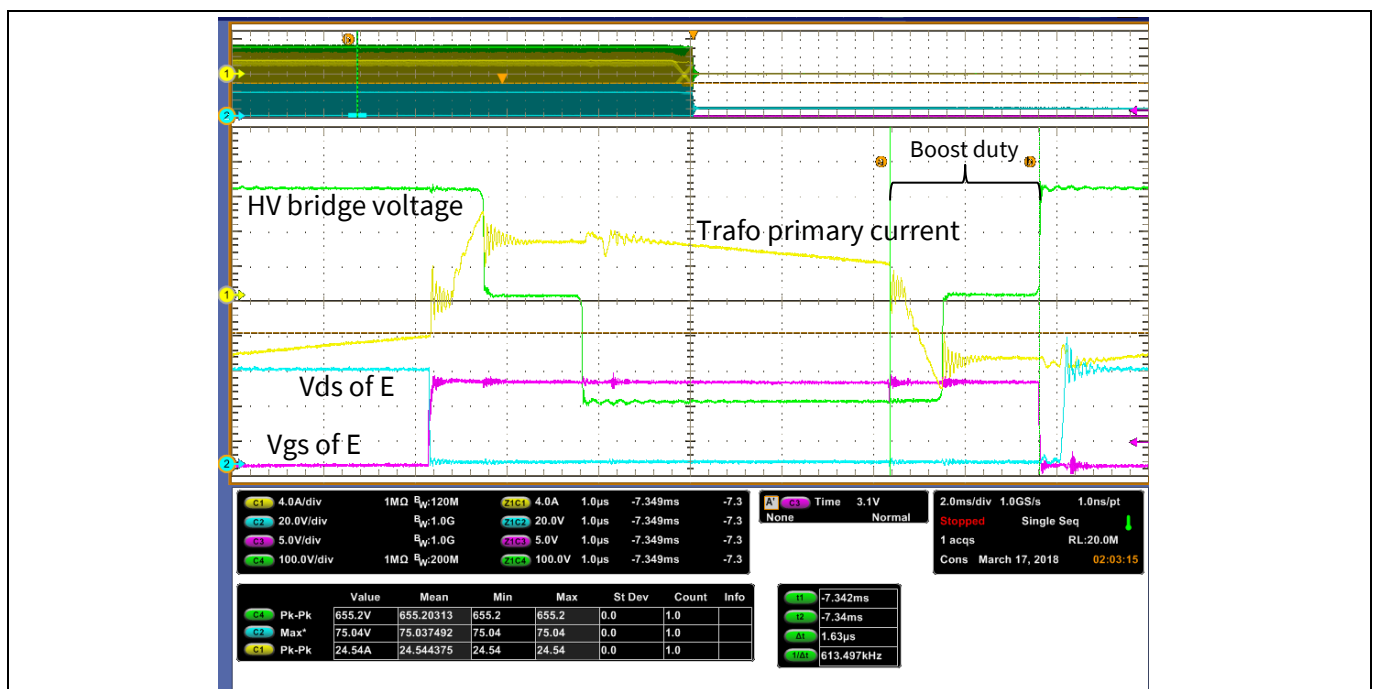 Boost duty
HV bridge voltage
Trafo primary current
Vds of E
Vgs of E
1
2
1
2
C1 4.0A/div 1MΩ BW:120M Z1C1 4.0A 1.0µs -7.349ms -7.3
C2 20.0V/div BW:1.0G Z1C2 20.0V 1.0µs -7.349ms -7.3
C3 5.0V/div BW:1.0G Z1C3 5.0V 1.0µs -7.349ms -7.3
C4 100.0V/div 1MΩ BW:200M Z1C4 100.0V 1.0µs -7.349ms -7.3
A' C3 Time 3.1V
None Normal
2.0ms/div 1.0GS/s 1.0ns/pt
Stopped Single Seq
1 acqs RL:20.0M
Cons March 17, 2018 02:03:15
Value Mean Min Max St Dev Count Info
C4 Pk-Pk 655.2V 655.20313 655.2 655.2 0.0 1.0
C2 Max* 75.04V 75.037492 75.04 75.04 0.0 1.0
C1 Pk-Pk 24.54A 24.544375 24.54 24.54 0.0 1.0
t1 -7.342ms
t2 -7.34ms
Δt 1.63µs
1/Δt 613.497kHz